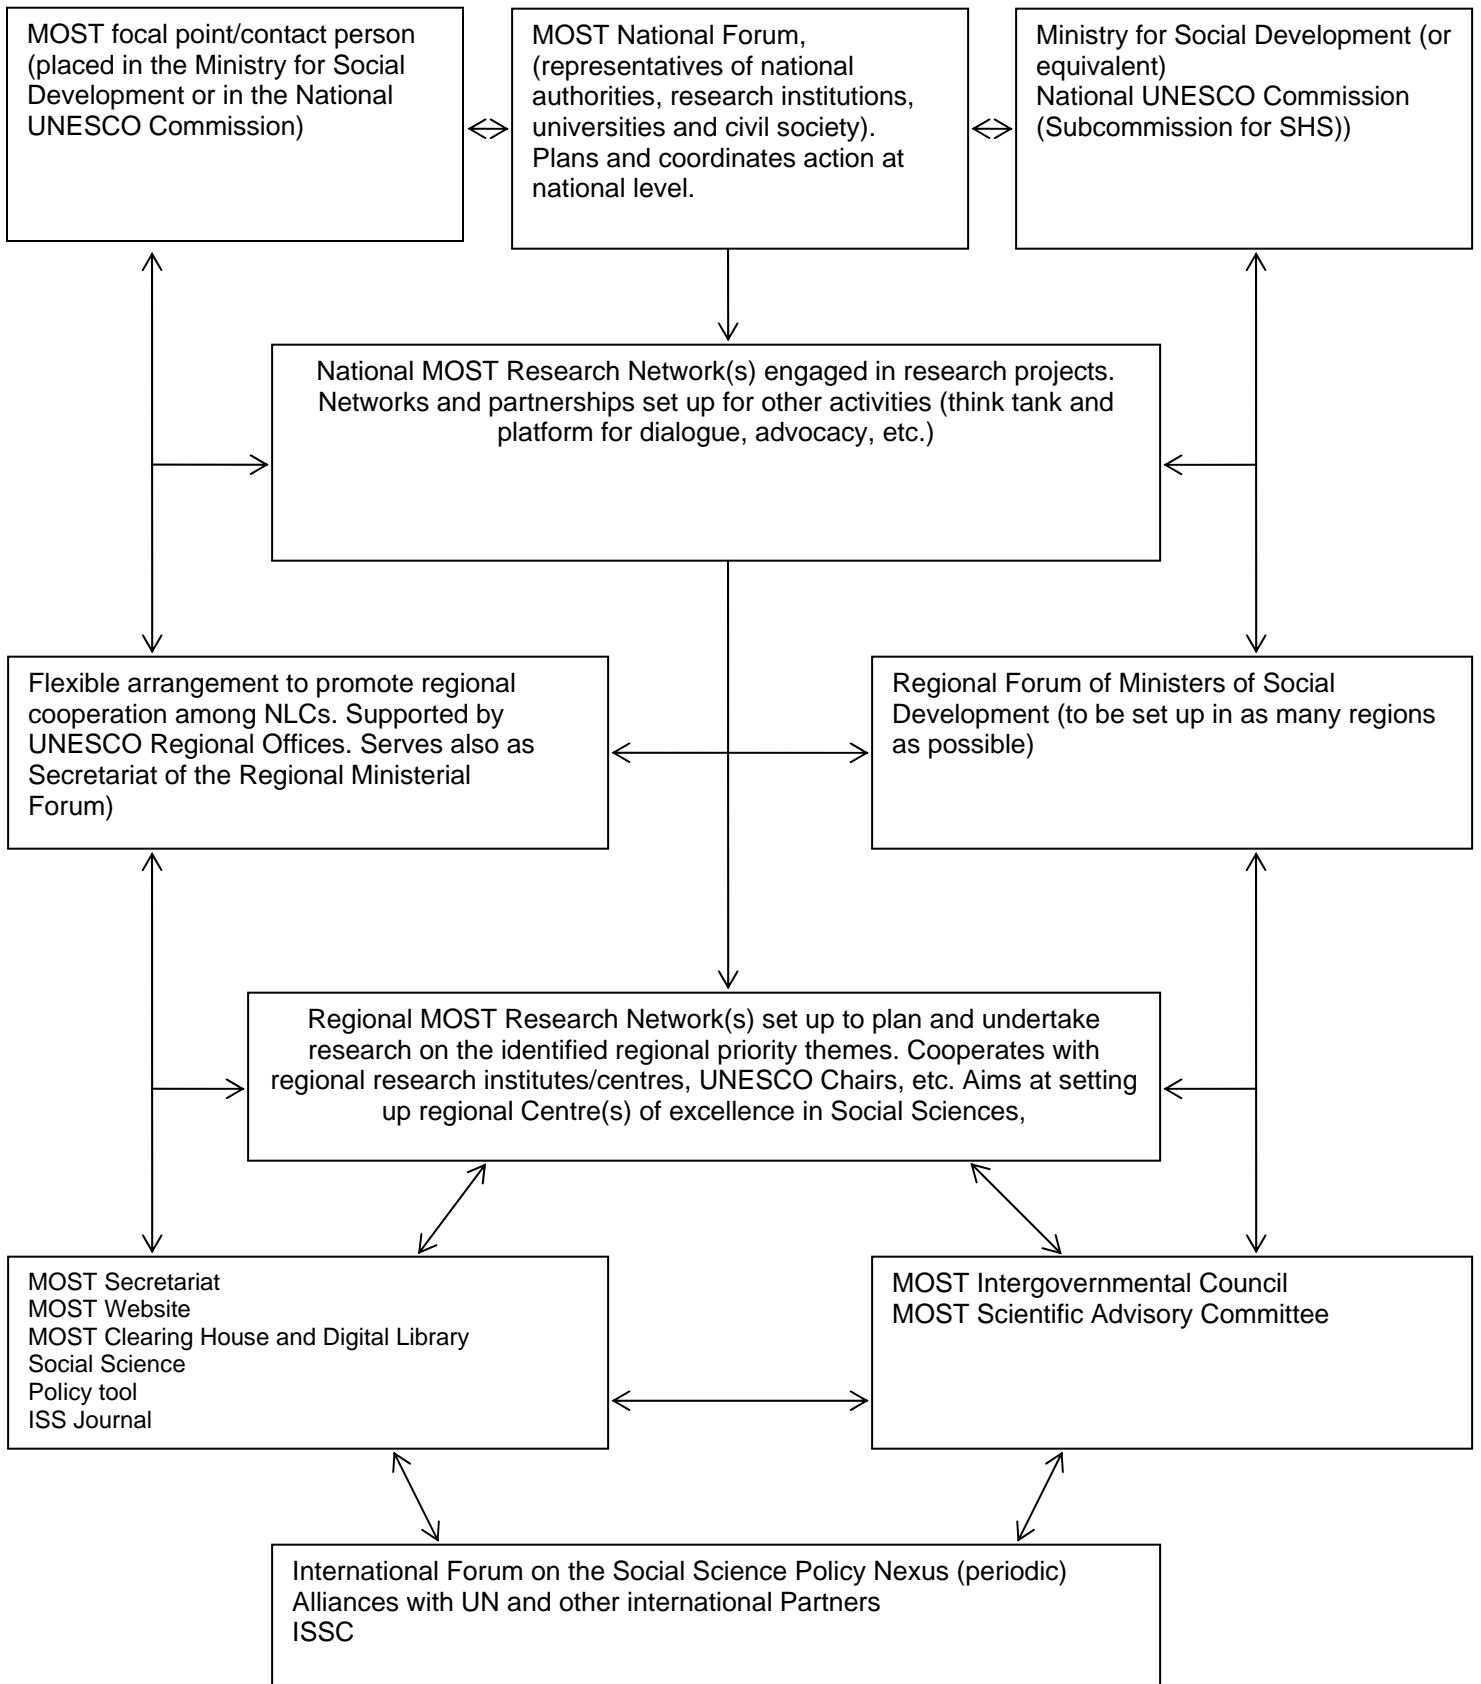 MOST focal point/contact person
(placed in the Ministry for Social
Development or in the National
UNESCO Commission)
MOST National Forum,
(representatives of national
authorities, research institutions,
universities and civil society).
Plans and coordinates action at
national level.
Ministry for Social Development (or
equivalent)
National UNESCO Commission
(Subcommission for SHS))
National MOST Research Network(s) engaged in research projects.
Networks and partnerships set up for other activities (think tank and
platform for dialogue, advocacy, etc.)
Flexible arrangement to promote regional
cooperation among NLCs. Supported by
UNESCO Regional Offices. Serves also as
Secretariat of the Regional Ministerial
Forum)
Regional Forum of Ministers of Social
Development (to be set up in as many regions
as possible)
Regional MOST Research Network(s) set up to plan and undertake
research on the identified regional priority themes. Cooperates with
regional research institutes/centres, UNESCO Chairs, etc. Aims at setting
up regional Centre(s) of excellence in Social Sciences,
MOST Secretariat
MOST Website
MOST Clearing House and Digital Library
Social Science
Policy tool
ISS Journal
MOST Intergovernmental Council
MOST Scientific Advisory Committee
International Forum on the Social Science Policy Nexus (periodic)
Alliances with UN and other international Partners
ISSC